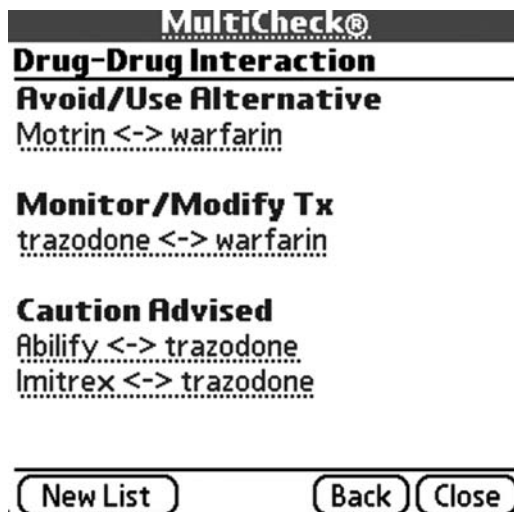 MultiCheck®
Drug-Drug Interaction
Avoid/Use Alternative
Motrin <-> warfarin
Monitor/Modify Tx
trazodone <-> warfarin
Caution Advised
Abilify <-> trazodone
Imitrex <-> trazodone
New List Back Close